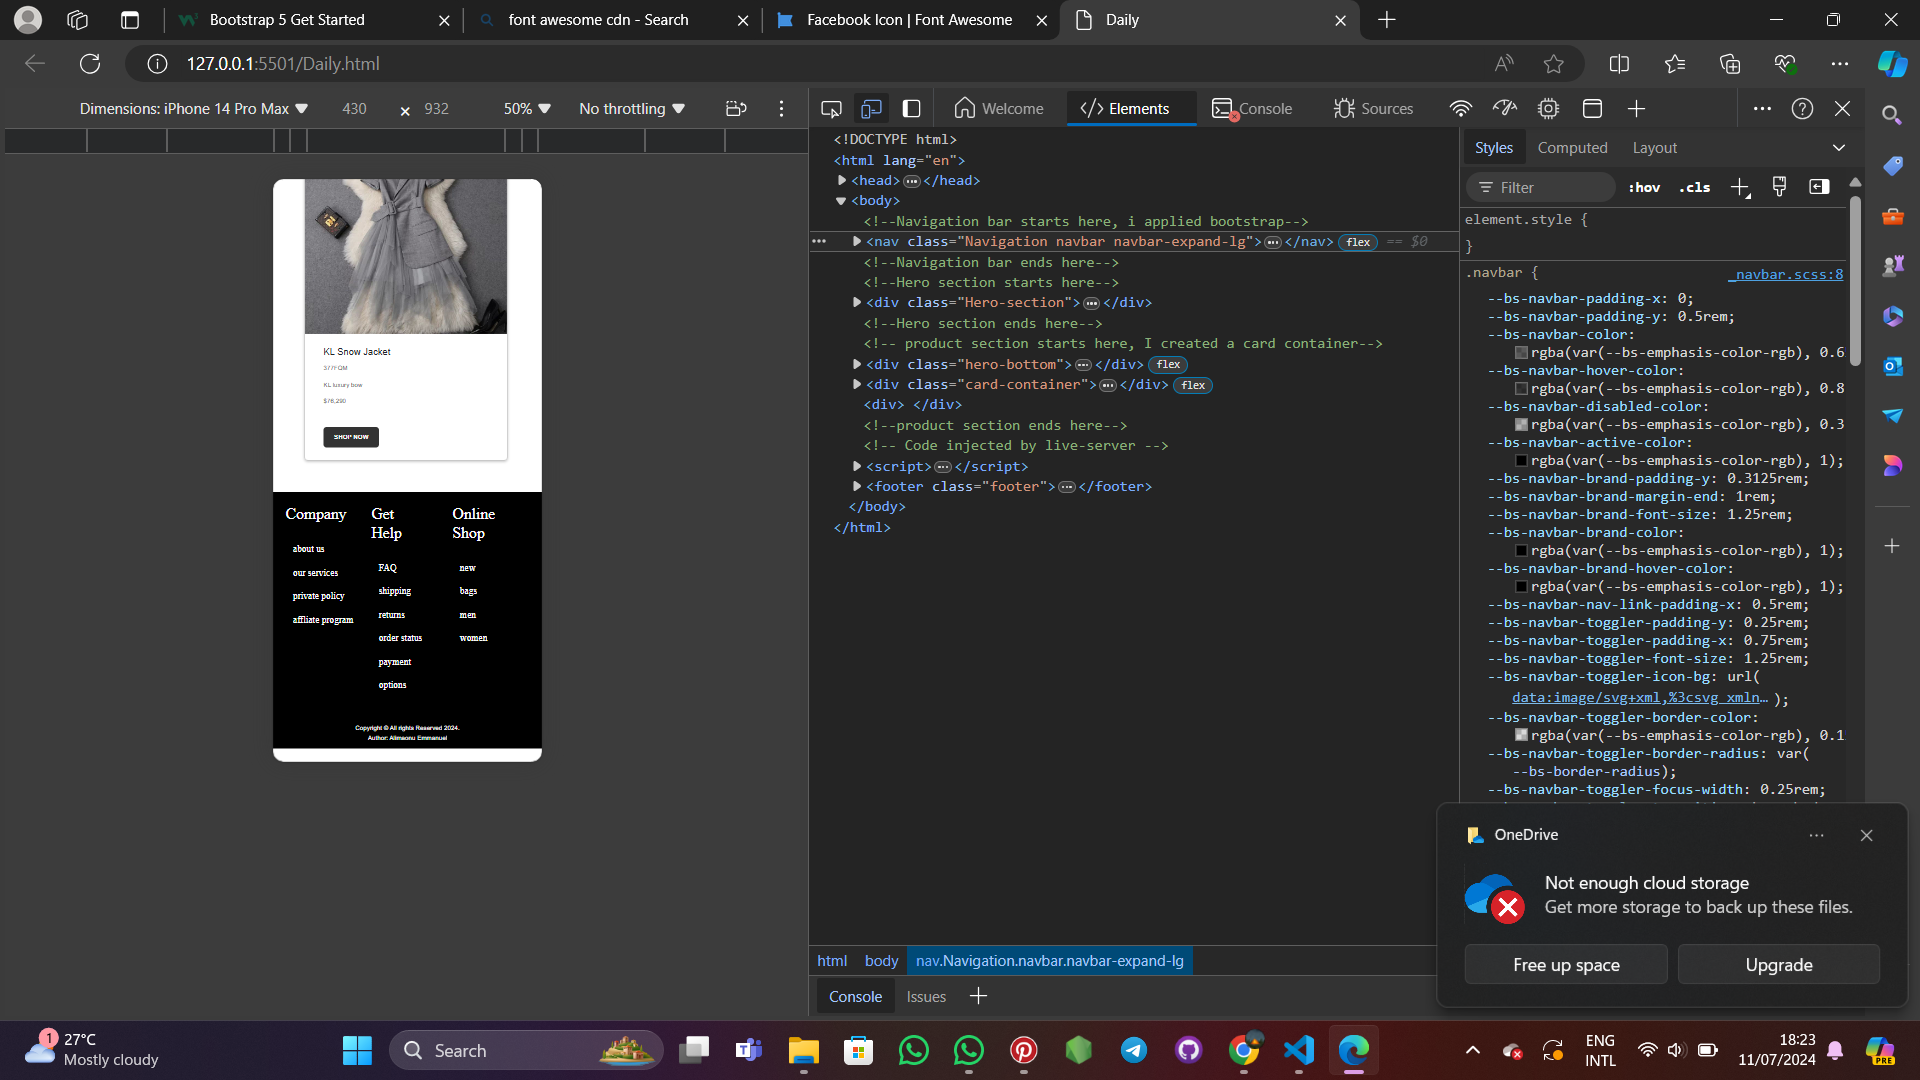 Bootstrap 5 Get Started
font awesome cdn - Search
Facebook Icon | Font Awesome
Daily
127.0.0.1:5501/Daily.html
Dimensions: iPhone 14 Pro Max
430 × 932
50%
No throttling
Welcome
Elements
Console
Sources
KL Snow Jacket
377FQM
KL luxury bow
$78,290
SHOP NOW
Company
about us
our services
private policy
affliate program
Get
Help
FAQ
shipping
returns
order status
payment
options
Online
Shop
new
bags
men
women
Copyright © All rights Reserved 2024.
Author: Alimaonu Emmanuel
<!DOCTYPE html>
<html lang="en">
<head>…</head>
<body>
<!--Navigation bar starts here, i applied bootstrap-->
<nav class="Navigation navbar navbar-expand-lg">…</nav> flex == $0
<!--Navigation bar ends here-->
<!--Hero section starts here-->
<div class="Hero-section">…</div>
<!--Hero section ends here-->
<!-- product section starts here, I created a card container-->
<div class="hero-bottom">…</div> flex
<div class="card-container">…</div> flex
<div> </div>
<!--product section ends here-->
<!-- Code injected by live-server -->
<script>…</script>
<footer class="footer">…</footer>
</body>
</html>
html body nav.Navigation.navbar.navbar-expand-lg
Console Issues
Styles Computed Layout
Filter :hov .cls
element.style {
}
.navbar { _navbar.scss:8
--bs-navbar-padding-x: 0;
--bs-navbar-padding-y: 0.5rem;
--bs-navbar-color:
rgba(var(--bs-emphasis-color-rgb), 0.6
--bs-navbar-hover-color:
rgba(var(--bs-emphasis-color-rgb), 0.8
--bs-navbar-disabled-color:
rgba(var(--bs-emphasis-color-rgb), 0.3
--bs-navbar-active-color:
rgba(var(--bs-emphasis-color-rgb), 1);
--bs-navbar-brand-padding-y: 0.3125rem;
--bs-navbar-brand-margin-end: 1rem;
--bs-navbar-brand-font-size: 1.25rem;
--bs-navbar-brand-color:
rgba(var(--bs-emphasis-color-rgb), 1);
--bs-navbar-brand-hover-color:
rgba(var(--bs-emphasis-color-rgb), 1);
--bs-navbar-nav-link-padding-x: 0.5rem;
--bs-navbar-toggler-padding-y: 0.25rem;
--bs-navbar-toggler-padding-x: 0.75rem;
--bs-navbar-toggler-font-size: 1.25rem;
--bs-navbar-toggler-icon-bg: url(
data:image/svg+xml,%3csvg xmln… );
--bs-navbar-toggler-border-color:
rgba(var(--bs-emphasis-color-rgb), 0.1
--bs-navbar-toggler-border-radius: var(
--bs-border-radius);
--bs-navbar-toggler-focus-width: 0.25rem;
OneDrive
Not enough cloud storage
Get more storage to back up these files.
Free up space
Upgrade
1
27°C
Mostly cloudy
Search
ENG
INTL
18:23
11/07/2024
PRE